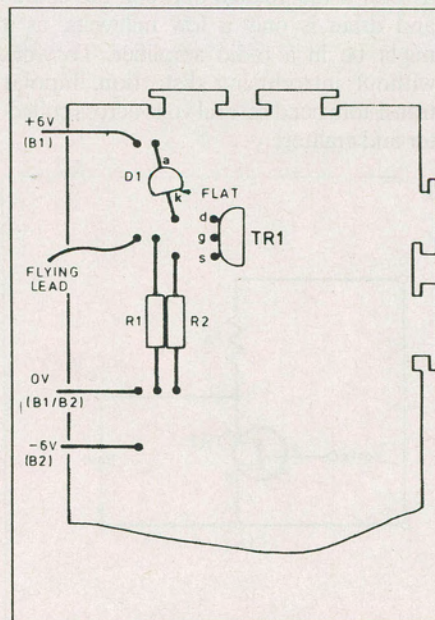 +6V
(B1)
a
D1
k
FLAT
d
g
s
TR1
FLYING
LEAD
R1
R2
0V
(B1/B2)
-6V
(B2)